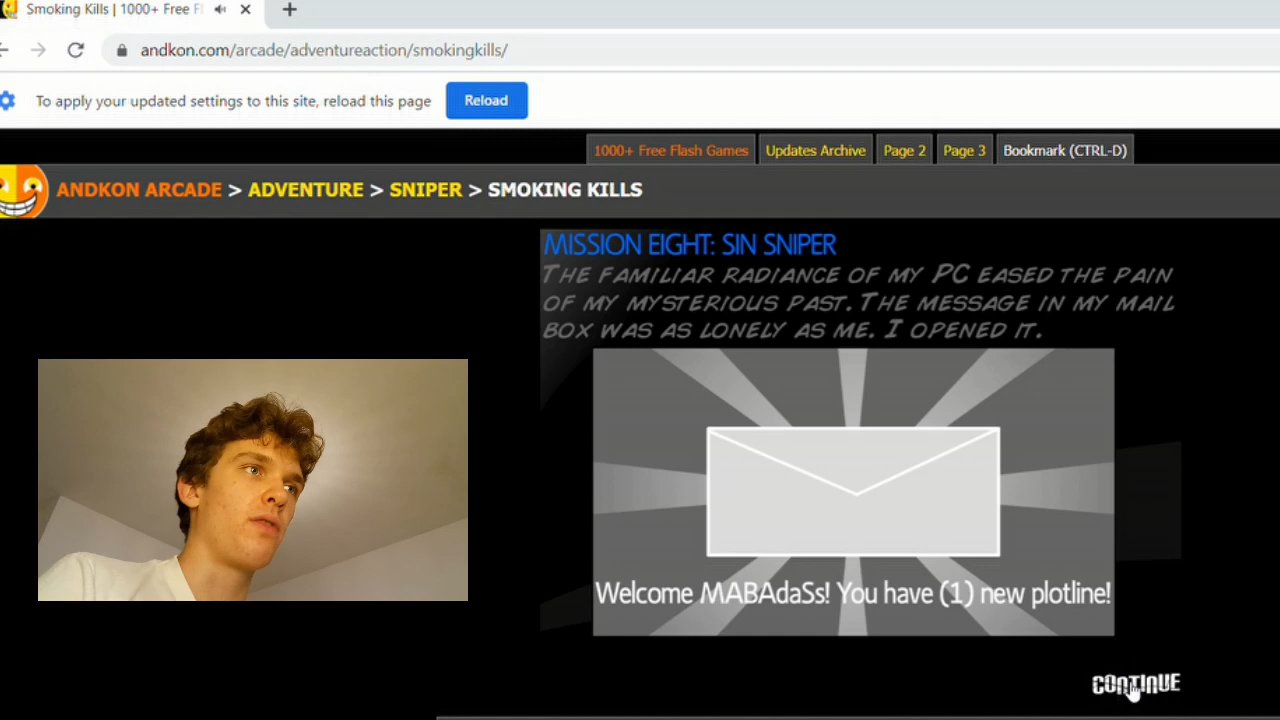 Smoking Kills | 1000+ Free F
andkon.com/arcade/adventureaction/smokingkills/
To apply your updated settings to this site, reload this page
Reload
1000+ Free Flash Games
Updates Archive
Page 2
Page 3
Bookmark (CTRL-D)
ANDKON ARCADE > ADVENTURE > SNIPER > SMOKING KILLS
MISSION EIGHT: SIN SNIPER
THE FAMILIAR RADIANCE OF MY PC EASED THE PAIN
OF MY MYSTERIOUS PAST. THE MESSAGE IN MY MAIL
BOX WAS AS LONELY AS ME. I OPENED IT.
Welcome MABAdaSs! You have (1) new plotline!
CONTINUE